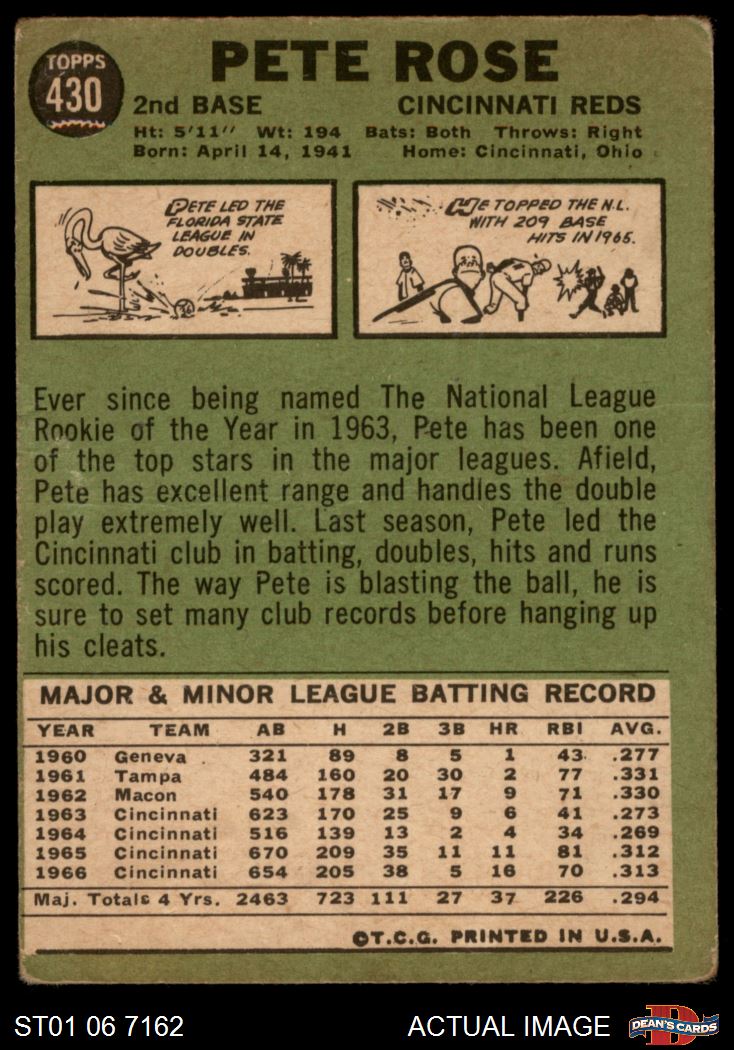 TOPPS
430
PETE ROSE
2nd BASE CINCINNATI REDS
Ht: 5'11" Wt: 194 Bats: Both Throws: Right
Born: April 14, 1941 Home: Cincinnati, Ohio
PETE LED THE
FLORIDA STATE
LEAGUE IN
DOUBLES.
HE TOPPED THE N.L.
WITH 209 BASE
HITS IN 1965.
Ever since being named The National League
Rookie of the Year in 1963, Pete has been one
of the top stars in the major leagues. Afield,
Pete has excellent range and handles the double
play extremely well. Last season, Pete led the
Cincinnati club in batting, doubles, hits and runs
scored. The way Pete is blasting the ball, he is
sure to set many club records before hanging up
his cleats.
MAJOR & MINOR LEAGUE BATTING RECORD
YEAR TEAM AB H 2B 3B HR RBI AVG.
1960 Geneva 321 89 8 5 1 43 .277
1961 Tampa 484 160 20 30 2 77 .331
1962 Macon 540 178 31 17 9 71 .330
1963 Cincinnati 623 170 25 9 6 41 .273
1964 Cincinnati 516 139 13 2 4 34 .269
1965 Cincinnati 670 209 35 11 11 81 .312
1966 Cincinnati 654 205 38 5 16 70 .313
Maj. Totals 4 Yrs. 2463 723 111 27 37 226 .294
©T.C.G. PRINTED IN U.S.A.
ST01 06 7162 ACTUAL IMAGE D DEAN'S CARDS